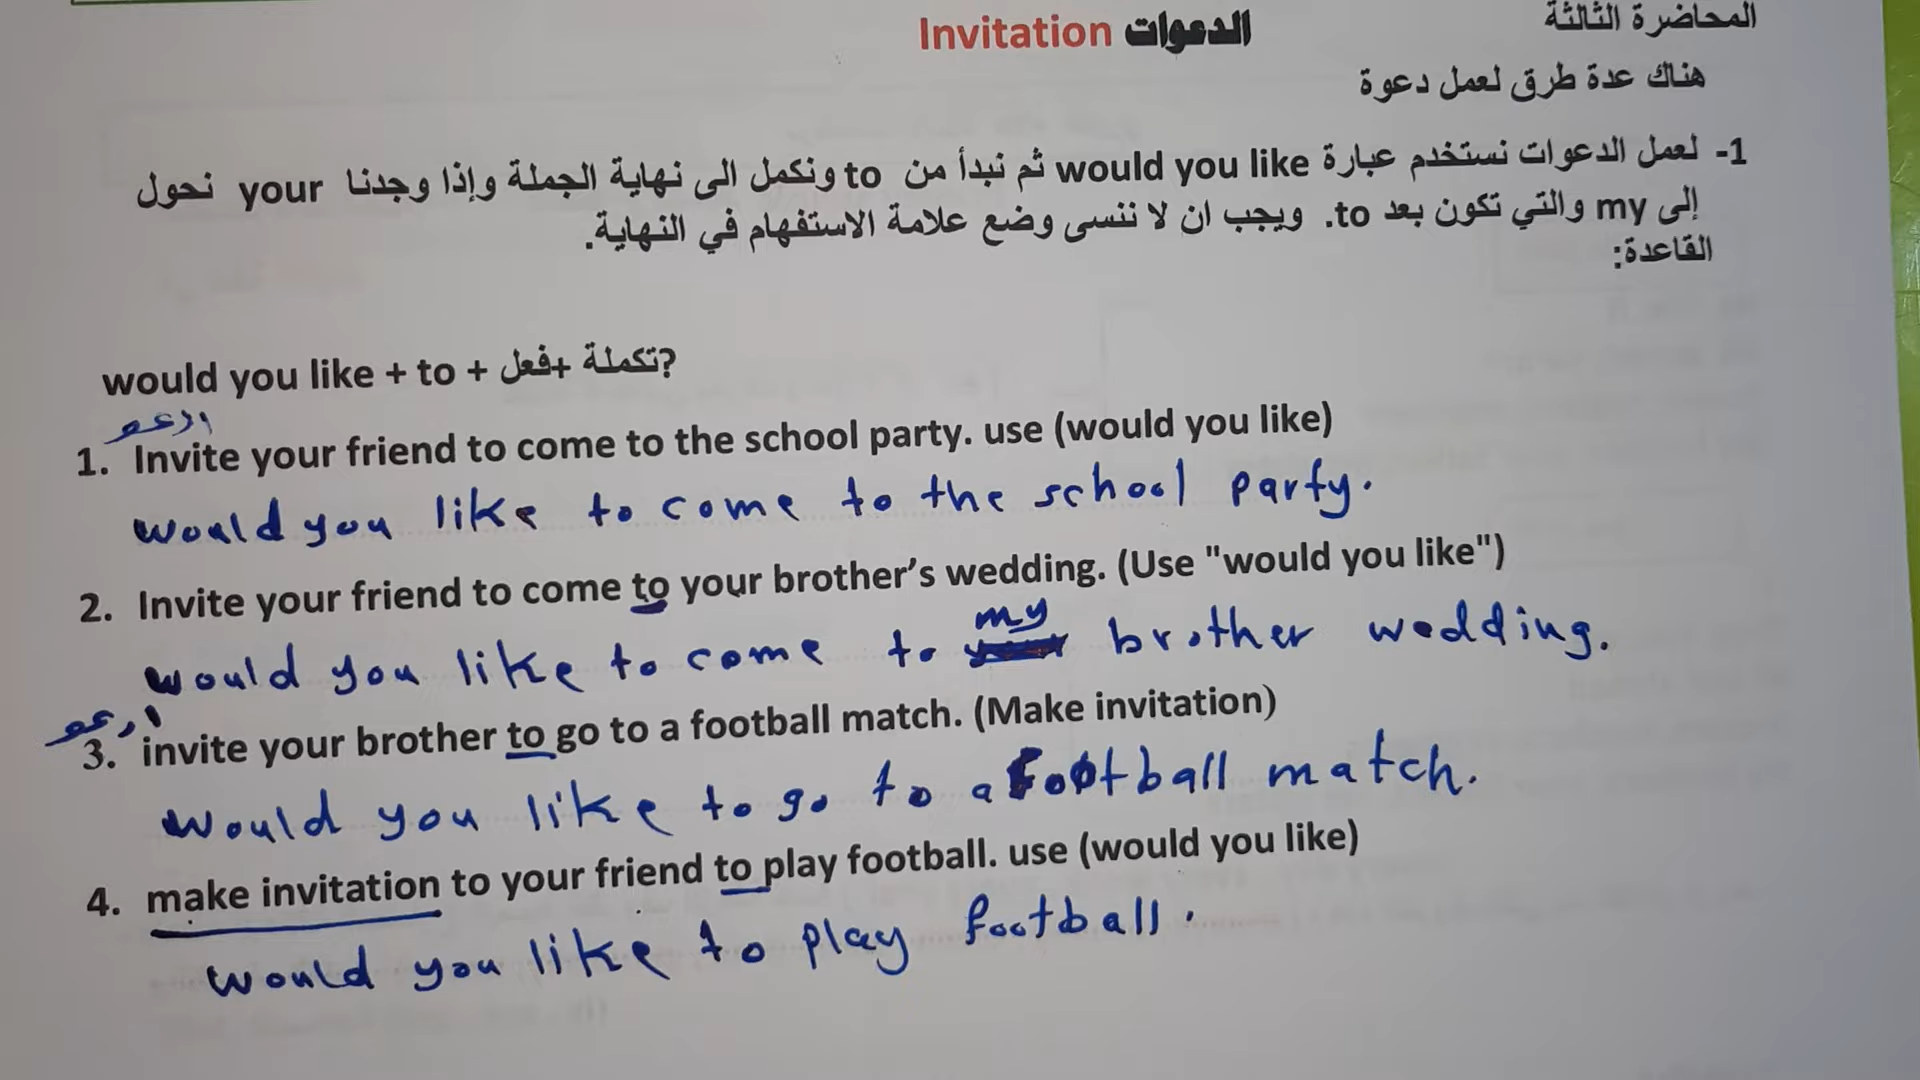 المحاضرة الثالثة
الدعوات Invitation
هناك عدة طرق لعمل دعوة
1- لعمل الدعوات نستخدم عبارة would you like ثم نبدأ من to ونكمل الى نهاية الجملة وإذا وجدنا your نحول
إلى my والتي تكون بعد to. ويجب ان لا ننسى وضع علامة الاستفهام في النهاية.
القاعدة:
would you like + to + فعل+ تكملة?
ادعو
1. Invite your friend to come to the school party. use (would you like)
would you like to come to the school party.
2. Invite your friend to come to your brother’s wedding. (Use "would you like")
would you like to come to my brother wedding.
ادعو
3. invite your brother to go to a football match. (Make invitation)
would you like to go to a football match.
4. make invitation to your friend to play football. use (would you like)
would you like to play football.